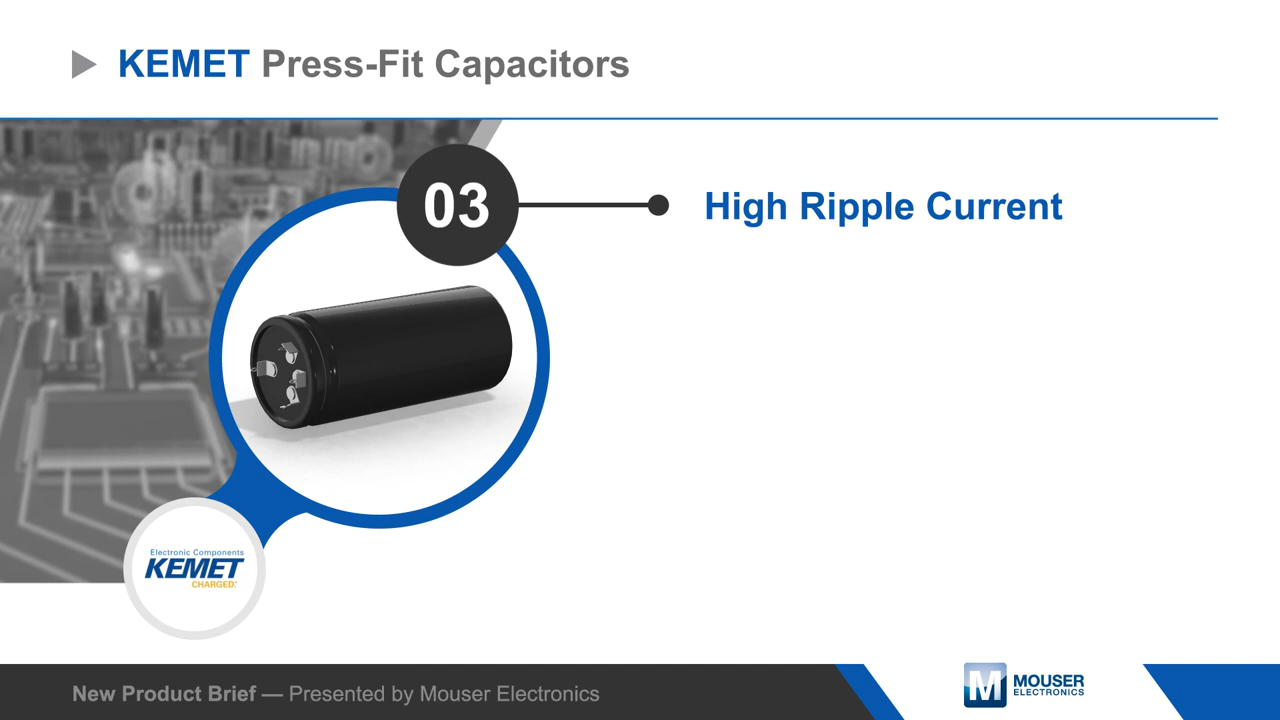 KEMET Press-Fit Capacitors
03
High Ripple Current
Electronic Components
KEMET
CHARGED.
New Product Brief — Presented by Mouser Electronics
M
MOUSER
ELECTRONICS